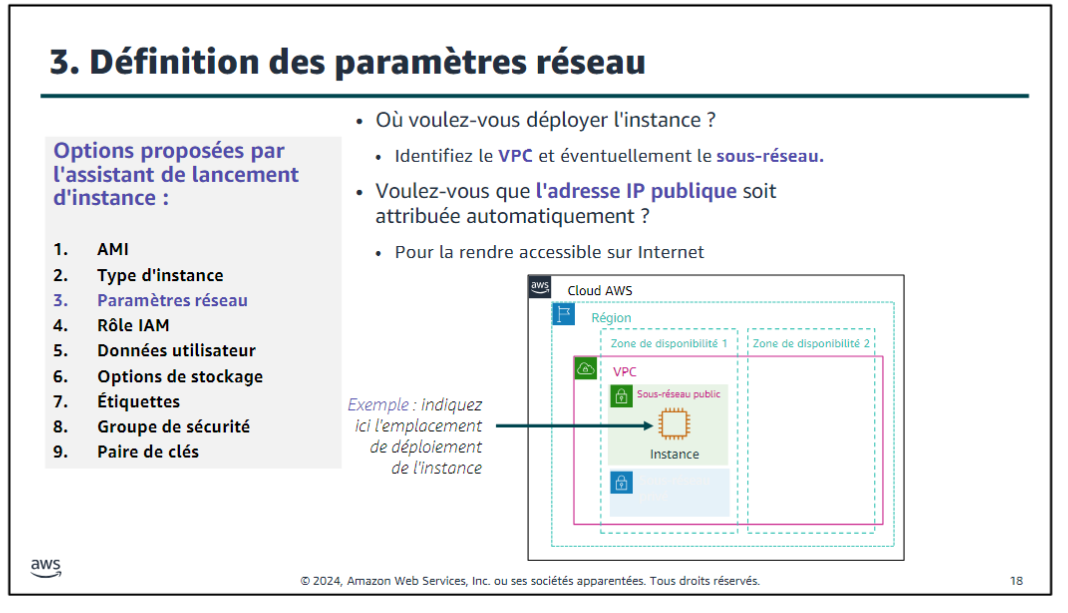 3. Définition des paramètres réseau
Options proposées par
l'assistant de lancement
d'instance :
1. AMI
2. Type d'instance
3. Paramètres réseau
4. Rôle IAM
5. Données utilisateur
6. Options de stockage
7. Étiquettes
8. Groupe de sécurité
9. Paire de clés
• Où voulez-vous déployer l'instance ?
• Identifiez le VPC et éventuellement le sous-réseau.
• Voulez-vous que l'adresse IP publique soit
attribuée automatiquement ?
• Pour la rendre accessible sur Internet
Exemple : indiquez
ici l'emplacement
de déploiement
de l'instance
aws
Cloud AWS
Région
Zone de disponibilité 1
Zone de disponibilité 2
VPC
Sous-réseau public
Instance
aws
© 2024, Amazon Web Services, Inc. ou ses sociétés apparentées. Tous droits réservés.
18